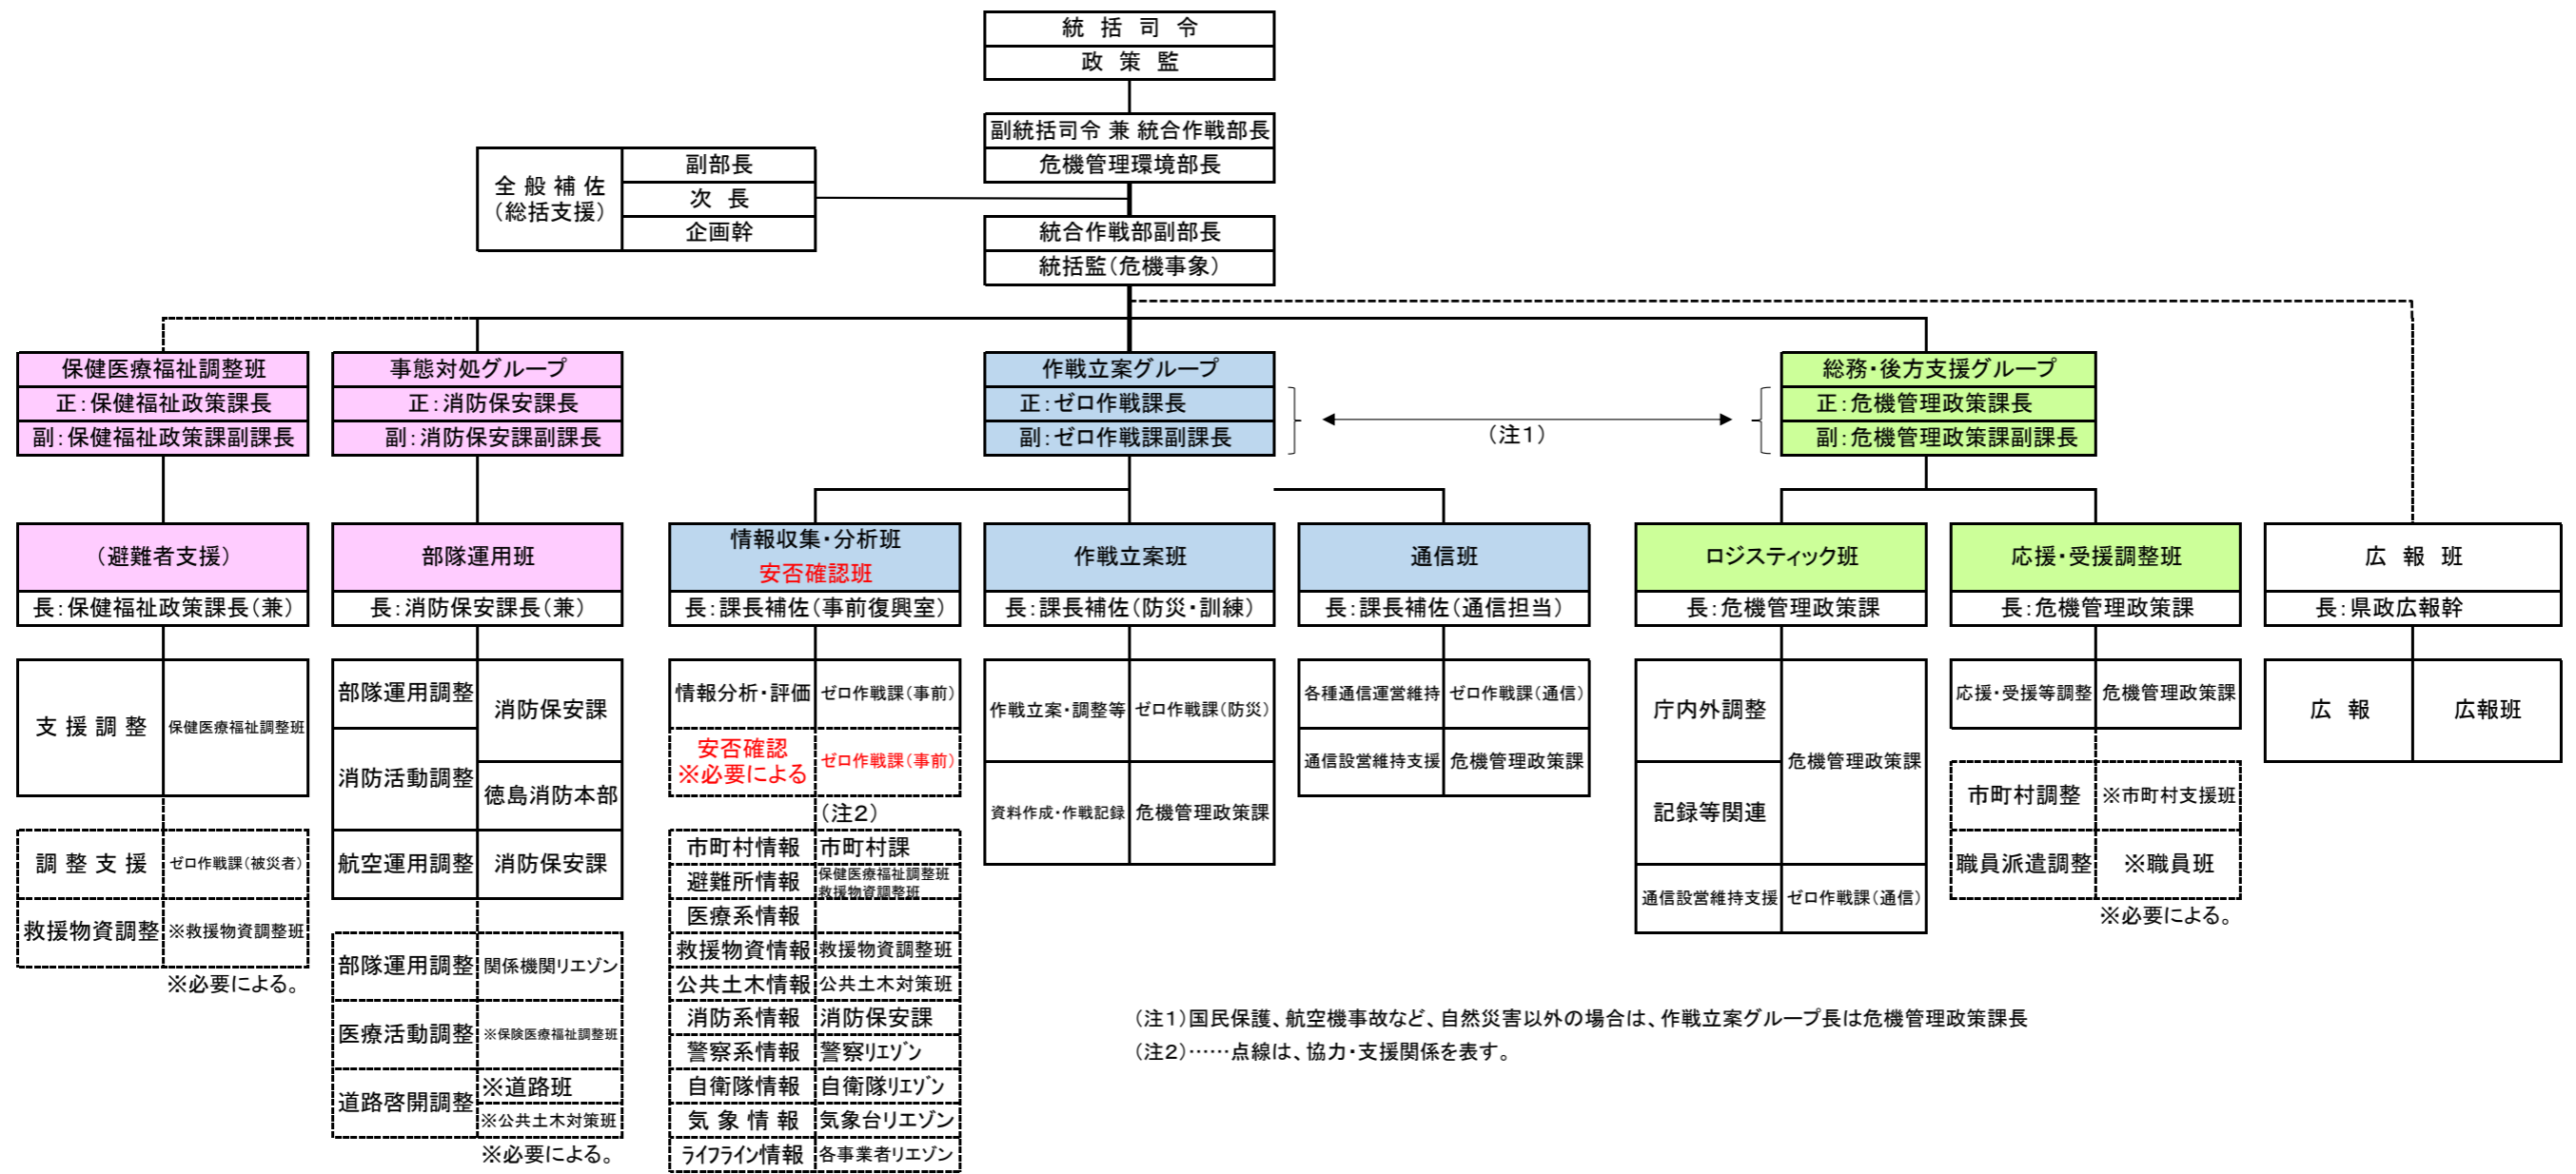 統括司令
政策監
副統括司令 兼 統合作戦部長
危機管理環境部長
全般補佐
（総括支援）
副部長
次長
企画幹
統合作戦部副部長
統括監（危機事象）
保健医療福祉調整班
正：保健福祉政策課長
副：保健福祉政策課副課長
事態対処グループ
正：消防保安課長
副：消防保安課副課長
作戦立案グループ
正：ゼロ作戦課長
副：ゼロ作戦課副課長
（注１）
総務・後方支援グループ
正：危機管理政策課長
副：危機管理政策課副課長
（避難者支援）
長：保健福祉政策課長（兼）
部隊運用班
長：消防保安課長（兼）
情報収集・分析班
安否確認班
長：課長補佐（事前復興室）
作戦立案班
長：課長補佐（防災・訓練）
通信班
長：課長補佐（通信担当）
ロジスティック班
長：危機管理政策課
応援・受援調整班
長：危機管理政策課
広報班
長：県政広報幹
支援調整
保健医療福祉調整班
調整支援
ゼロ作戦課（被災者）
救援物資調整
※救援物資調整班
※必要による。
部隊運用調整
消防保安課
消防活動調整
徳島消防本部
航空運用調整
消防保安課
部隊運用調整
関係機関リエゾン
医療活動調整
※保険医療福祉調整班
道路啓開調整
※道路班
※公共土木対策班
※必要による。
情報分析・評価
ゼロ作戦課（事前）
安否確認
※必要による
ゼロ作戦課（事前）
（注２）
市町村情報
市町村課
避難所情報
保健医療福祉調整班
救援物資調整班
医療系情報
救援物資情報
救援物資調整班
公共土木情報
公共土木対策班
消防系情報
消防保安課
警察系情報
警察ﾘｴｿﾞﾝ
自衛隊情報
自衛隊ﾘｴｿﾞﾝ
気象情報
気象台リエゾン
ﾗｲﾌﾗｲﾝ情報
各事業者リエゾン
作戦立案・調整等
ゼロ作戦課（防災）
資料作成・作戦記録
危機管理政策課
各種通信運営維持
ゼロ作戦課（通信）
通信設営維持支援
危機管理政策課
庁内外調整
危機管理政策課
記録等関連
通信設営維持支援
ゼロ作戦課（通信）
応援・受援等調整
危機管理政策課
市町村調整
※市町村支援班
職員派遣調整
※職員班
※必要による。
広報
広報班
（注１）国民保護、航空機事故など、自然災害以外の場合は、作戦立案グループ長は危機管理政策課長
（注２）……点線は、協力・支援関係を表す。